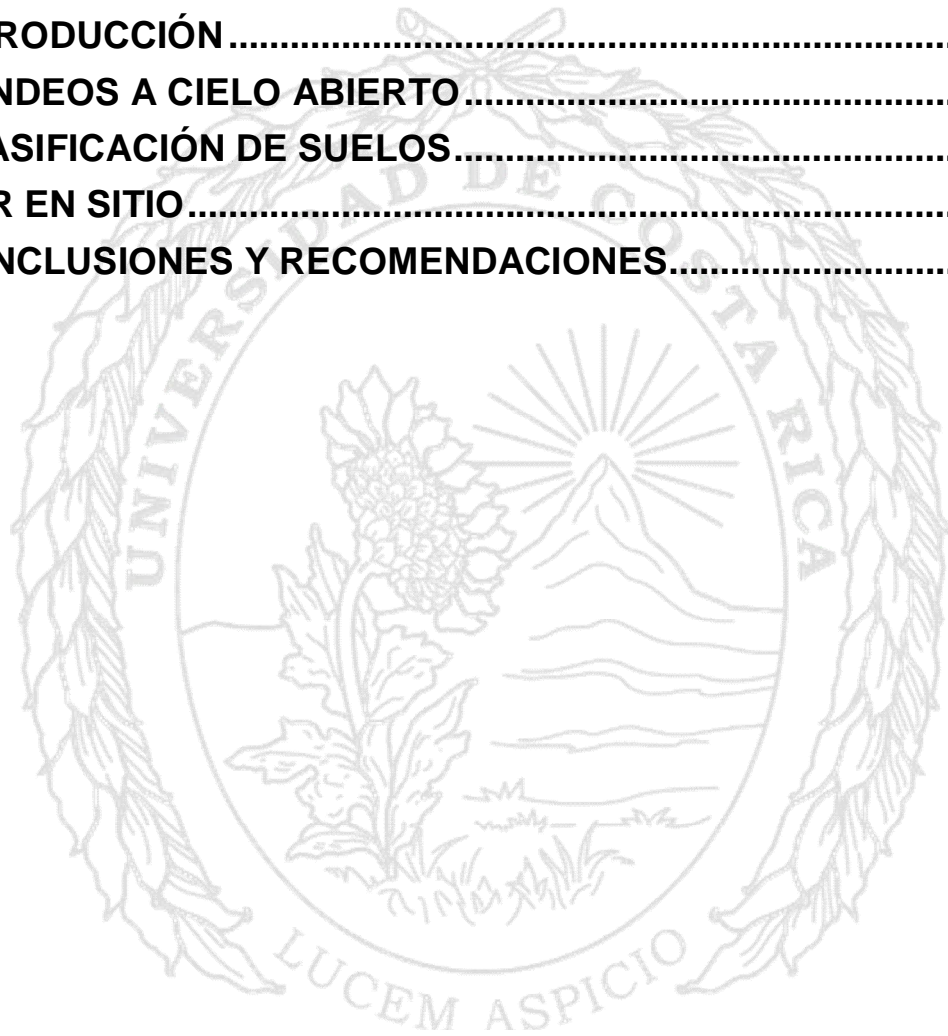 RODUCCIÓN
NDEOS A CIELO ABIERTO
ASIFICACIÓN DE SUELOS
R EN SITIO
NCLUSIONES Y RECOMENDACIONES
UNIVERSIDAD DE COSTA RICA
LUCEM ASPICIO